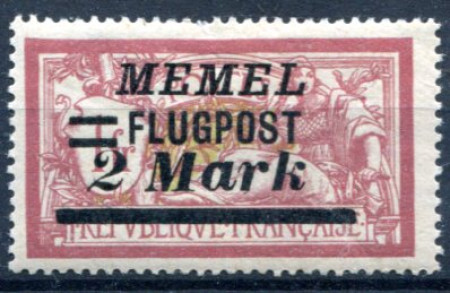 MEMEL
FLUGPOST
2 Mark
REPVBLIQVE FRANÇAISE